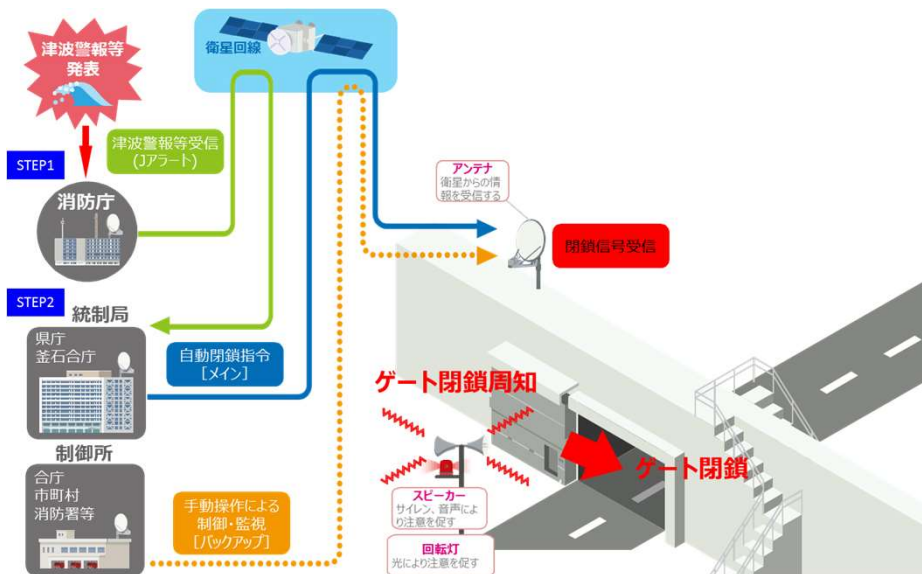 津波警報等
発表
衛星回線
STEP1
津波警報等受信
(Jアラート)
消防庁
アンテナ
衛星からの情
報を受信する
閉鎖信号受信
STEP2
統制局
県庁
釜石合庁
自動閉鎖指令
[メイン]
制御所
合庁
市町村
消防署等
手動操作による
制御・監視
[バックアップ]
ゲート閉鎖周知
ゲート閉鎖
スピーカー
サイレン、音声によ
り注意を促す
回転灯
光により注意を促す